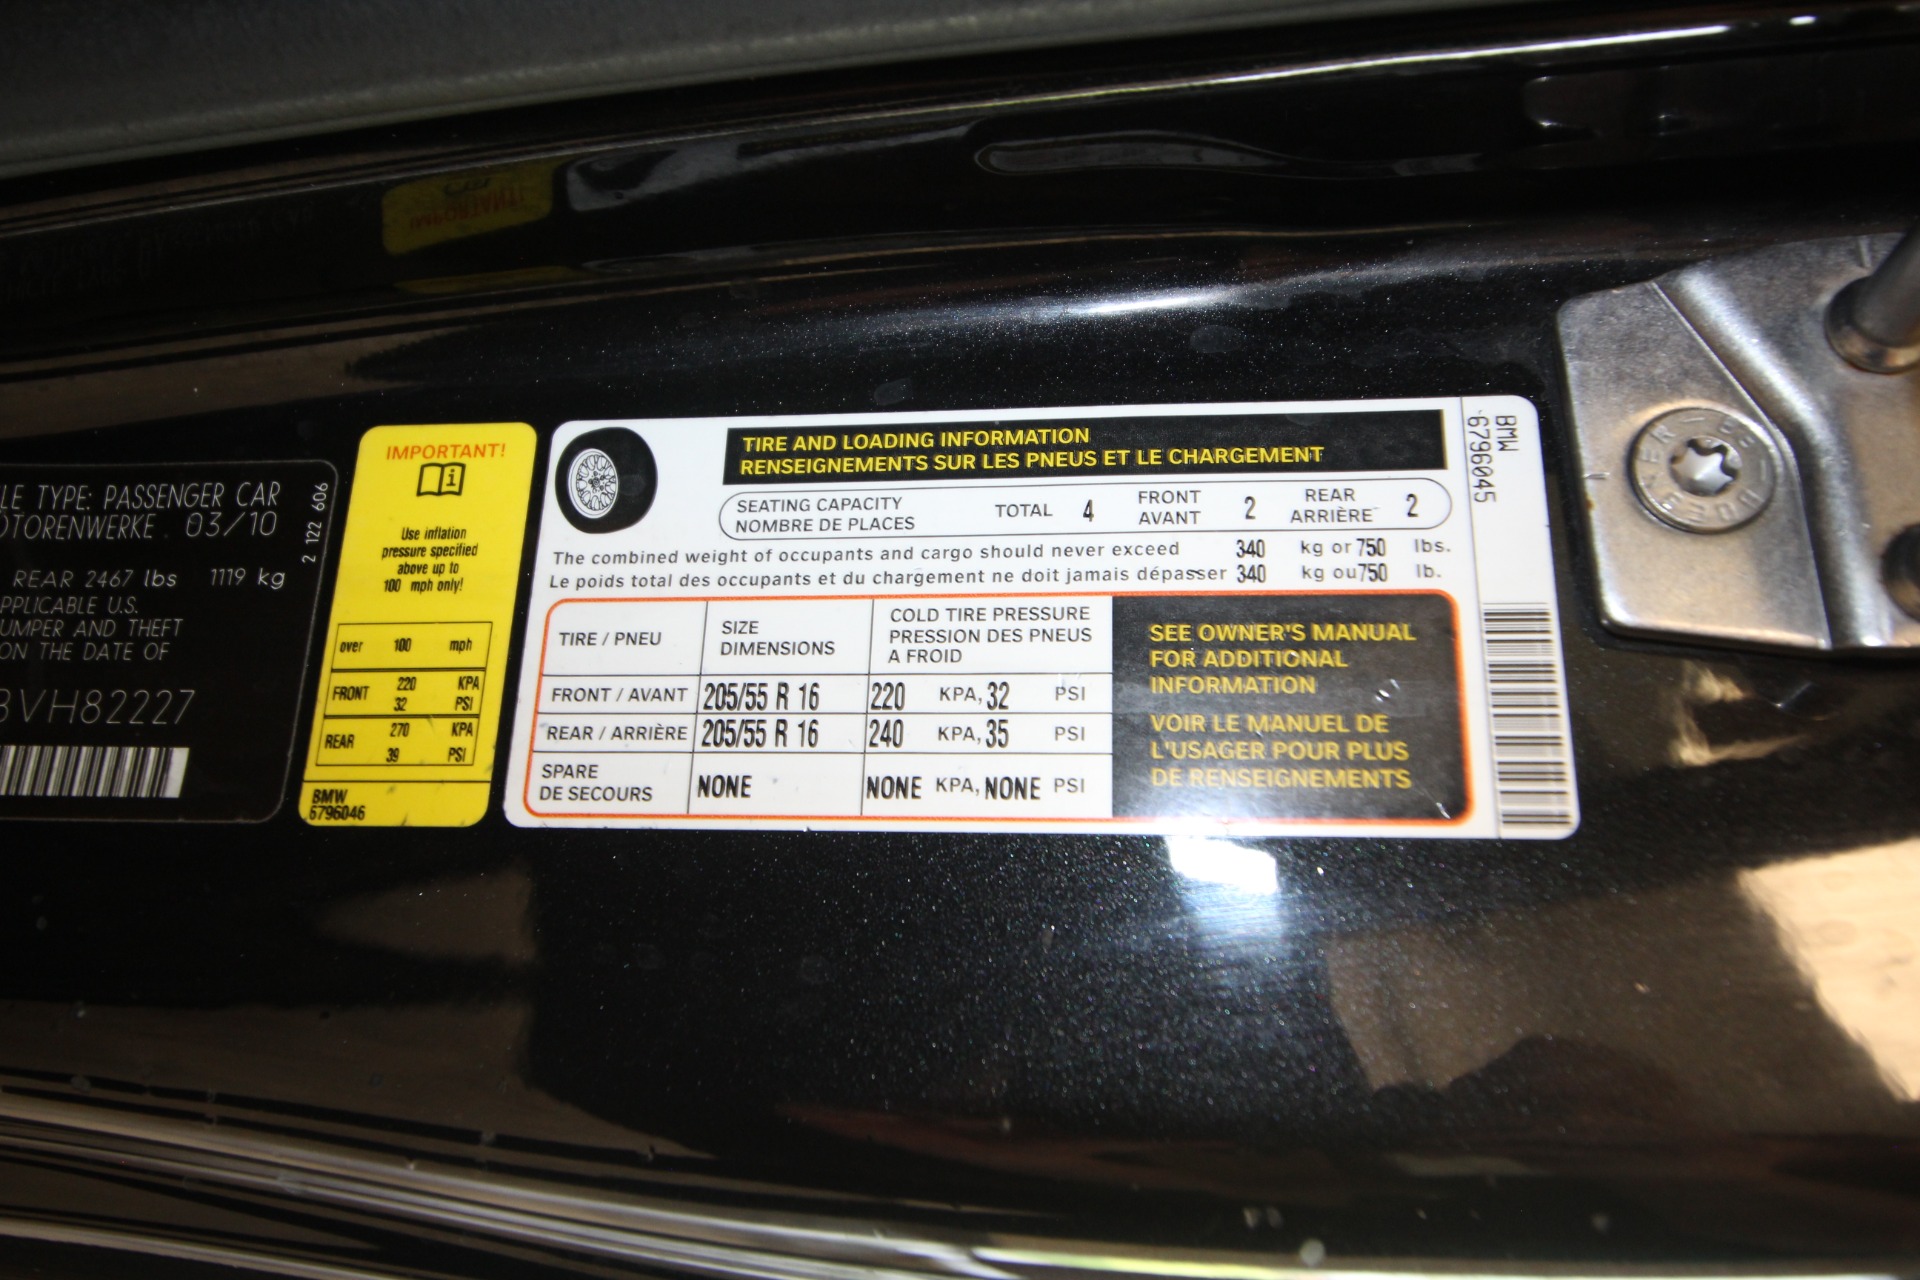 LE TYPE: PASSENGER CAR
OTORENWERKE 03/10
REAR 2467 lbs 1119 kg
PPLICABLE U.S.
UMPER AND THEFT
ON THE DATE OF
VH82227
2 122 606
IMPORTANT!
i
Use inflation
pressure specified
above up to
100 mph only!
over 100 mph
FRONT 220 KPA
32 PSI
REAR 270 KPA
39 PSI
BMW
6796046
TIRE AND LOADING INFORMATION
RENSEIGNEMENTS SUR LES PNEUS ET LE CHARGEMENT
SEATING CAPACITY
NOMBRE DE PLACES
TOTAL 4
FRONT
AVANT 2
REAR
ARRIÈRE 2
The combined weight of occupants and cargo should never exceed 340 kg or 750 lbs.
Le poids total des occupants et du chargement ne doit jamais dépasser 340 kg ou 750 lb.
TIRE / PNEU
SIZE
DIMENSIONS
COLD TIRE PRESSURE
PRESSION DES PNEUS
A FROID
FRONT / AVANT 205/55 R 16 220 KPA, 32 PSI
REAR / ARRIÈRE 205/55 R 16 240 KPA, 35 PSI
SPARE
DE SECOURS NONE NONE KPA, NONE PSI
SEE OWNER'S MANUAL
FOR ADDITIONAL
INFORMATION
VOIR LE MANUEL DE
L'USAGER POUR PLUS
DE RENSEIGNEMENTS
BMW
6796045